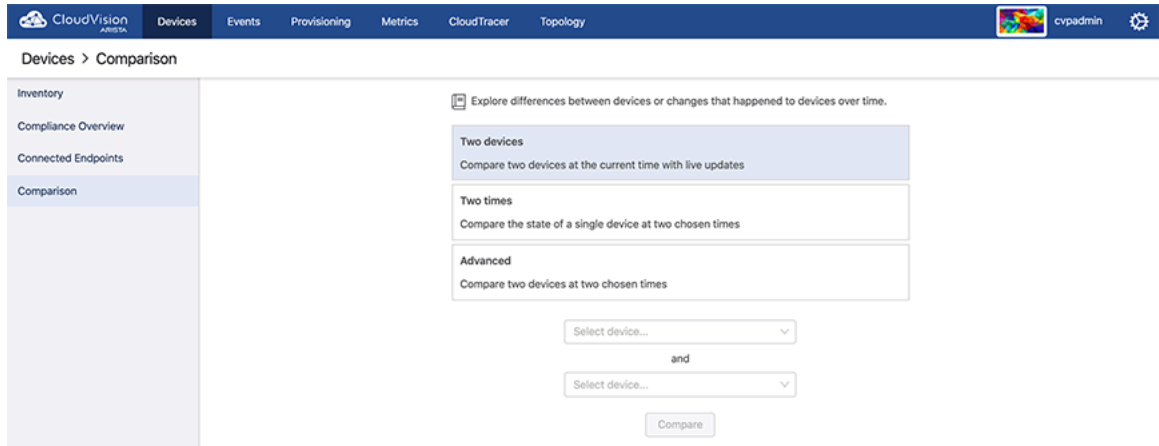 CloudVision
ARISTA
Devices
Events
Provisioning
Metrics
CloudTracer
Topology
cvpadmin
Devices > Comparison
Inventory
Compliance Overview
Connected Endpoints
Comparison
Explore differences between devices or changes that happened to devices over time.
Two devices
Compare two devices at the current time with live updates
Two times
Compare the state of a single device at two chosen times
Advanced
Compare two devices at two chosen times
Select device...
and
Select device...
Compare